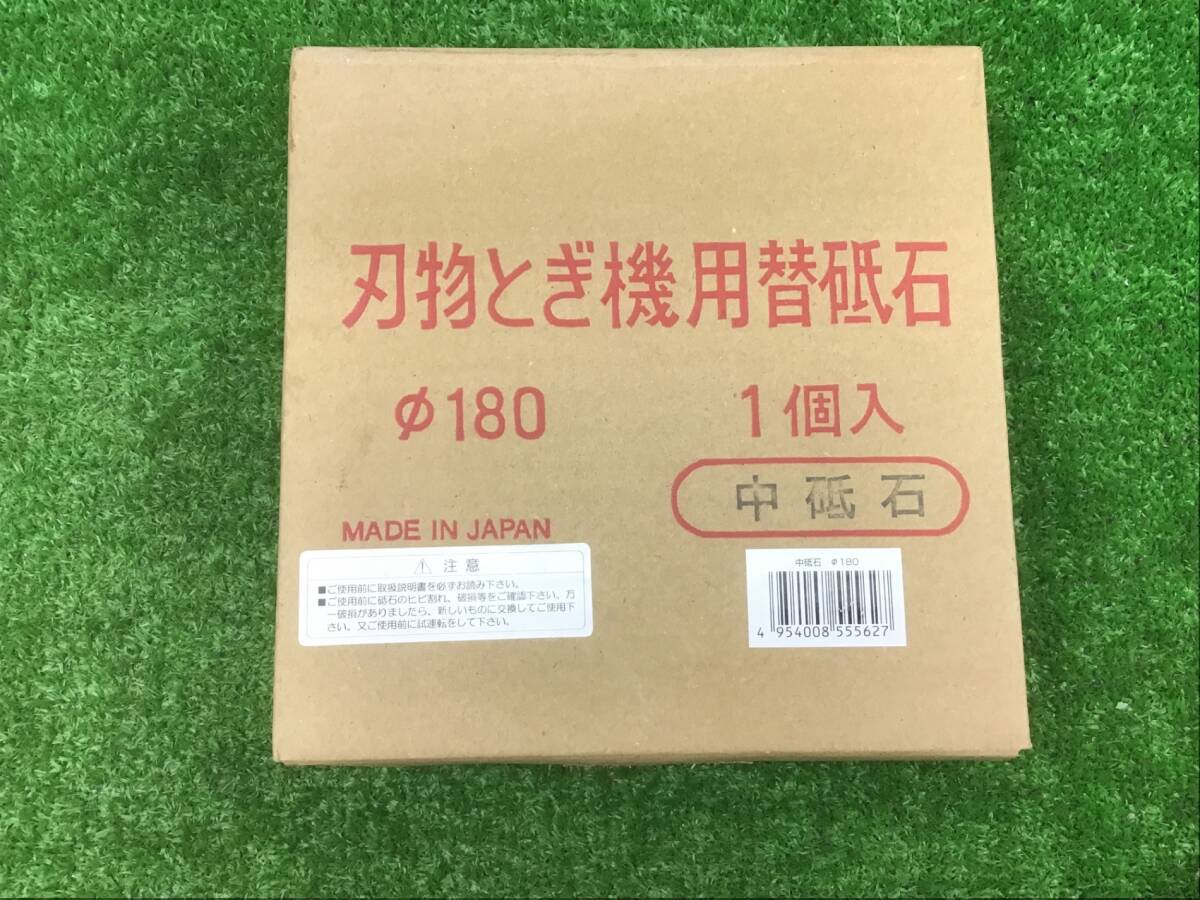 刃物とぎ機用替砥石
φ180
1個入
中砥石
MADE IN JAPAN
⚠ 注意
■ご使用前に取扱説明書を必ずお読み下さい。
■ご使用前に砥石のヒビ割れ、破損等をご確認下さい。万
一破損がありましたら、新しいものに交換してご使用下
さい。又ご使用前に試運転をして下さい。
中砥石 φ180
4 954008 555627